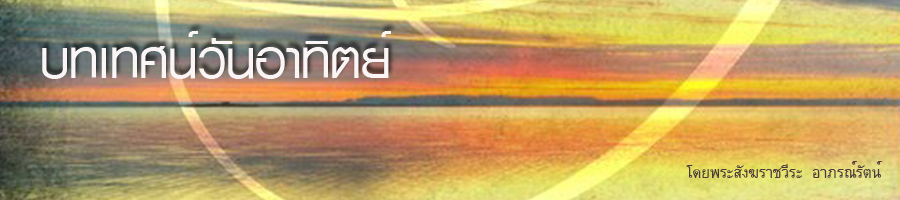 บทเทศน์วันอาทิตย์
โดยพระสังฆราชวีระ อาภรณ์รัตน์